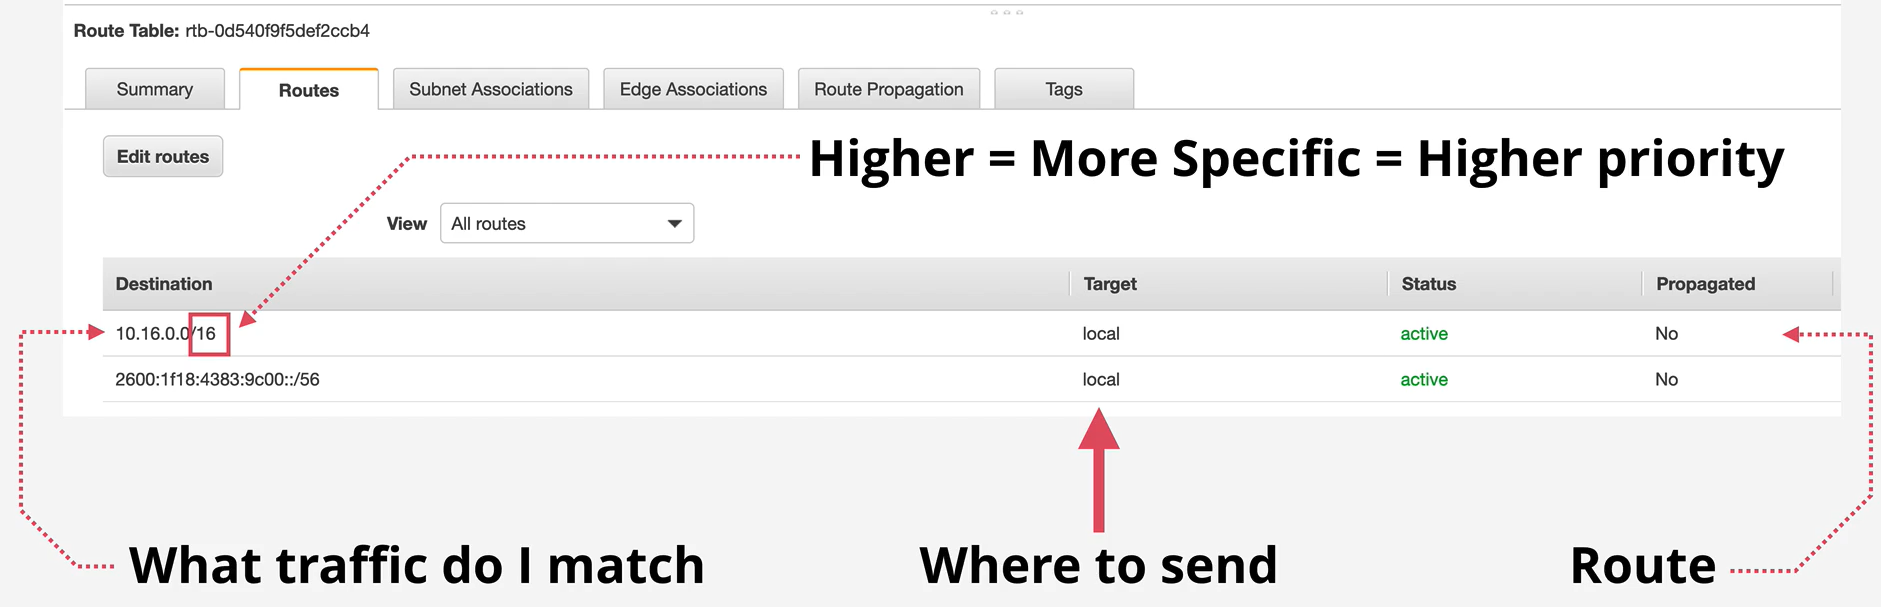 Route Table: rtb-0d540f9f5def2ccb4
Summary Routes Subnet Associations Edge Associations Route Propagation Tags
Edit routes
Higher = More Specific = Higher priority
View All routes
Destination Target Status Propagated
10.16.0.0/16 local active No
2600:1f18:4383:9c00::/56 local active No
What traffic do I match Where to send Route